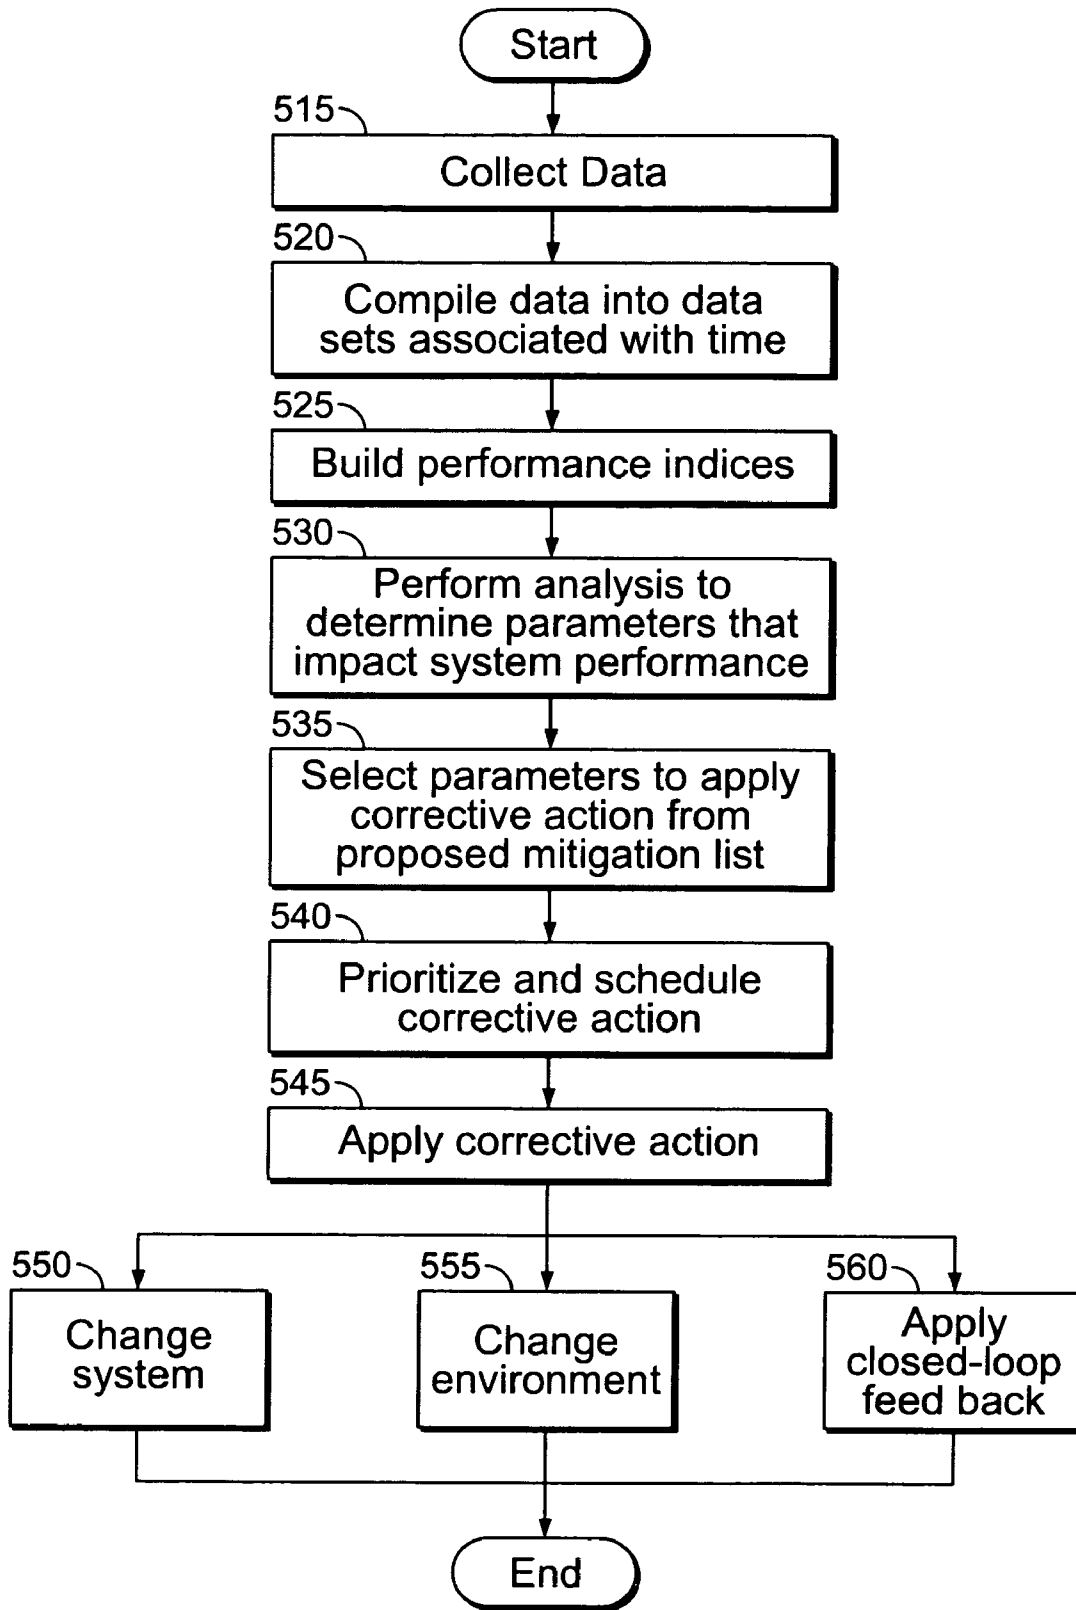 Start
515
Collect Data
520
Compile data into data
sets associated with time
525
Build performance indices
530
Perform analysis to
determine parameters that
impact system performance
535
Select parameters to apply
corrective action from
proposed mitigation list
540
Prioritize and schedule
corrective action
545
Apply corrective action
550
Change
system
555
Change
environment
560
Apply
closed-loop
feed back
End